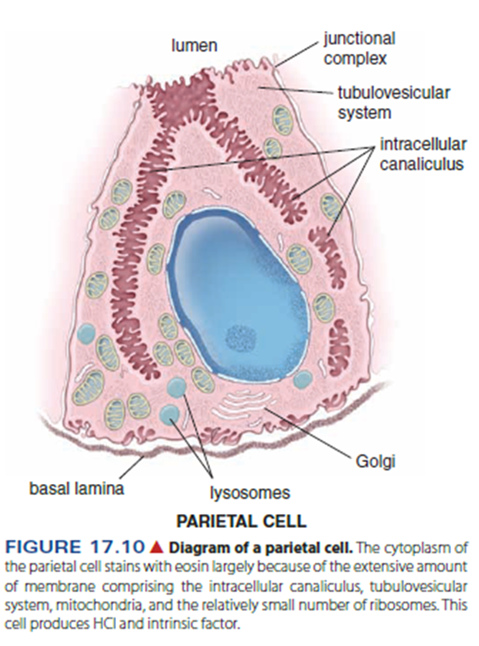 lumen
junctional
complex
tubulovesicular
system
intracellular
canaliculus
Golgi
basal lamina
lysosomes
PARIETAL CELL
FIGURE 17.10 ▲ Diagram of a parietal cell. The cytoplasm of
the parietal cell stains with eosin largely because of the extensive amount
of membrane comprising the intracellular canaliculus, tubulovesicular
system, mitochondria, and the relatively small number of ribosomes. This
cell produces HCl and intrinsic factor.